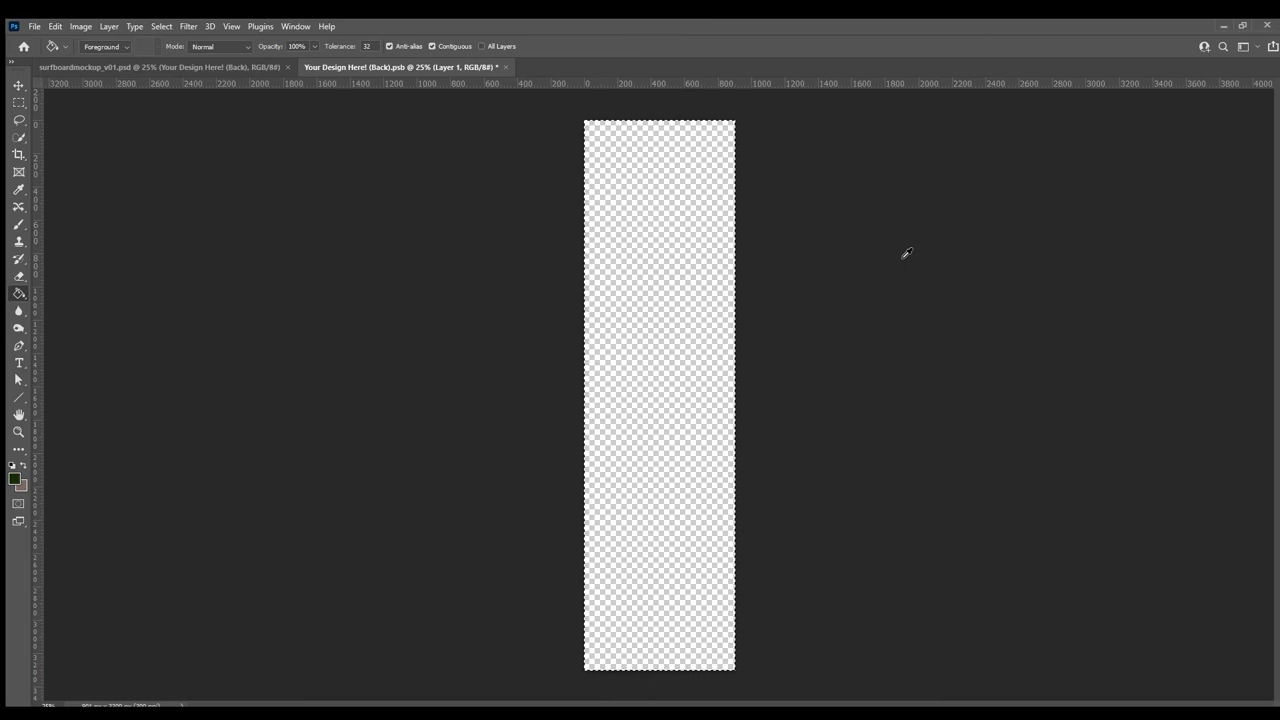 Ps File Edit Image Layer Type Select Filter 3D View Plugins Window Help
Foreground Mode: Normal Opacity: 100% Tolerance: 32 Anti-alias Contiguous All Layers
surfboardmockup_v01.psd @ 25% (Your Design Here! (Back), RGB/8#) × Your Design Here! (Back).psb @ 25% (Layer 1, RGB/8#) * ×
3200 3000 2800 2600 2400 2200 2000 1800 1600 1400 1200 1000 800 600 400 200 0 200 400 600 800 1000 1200 1400 1600 1800 2000 2200 2400 2600 2800 3000 3200 3400 3600 3800 4000